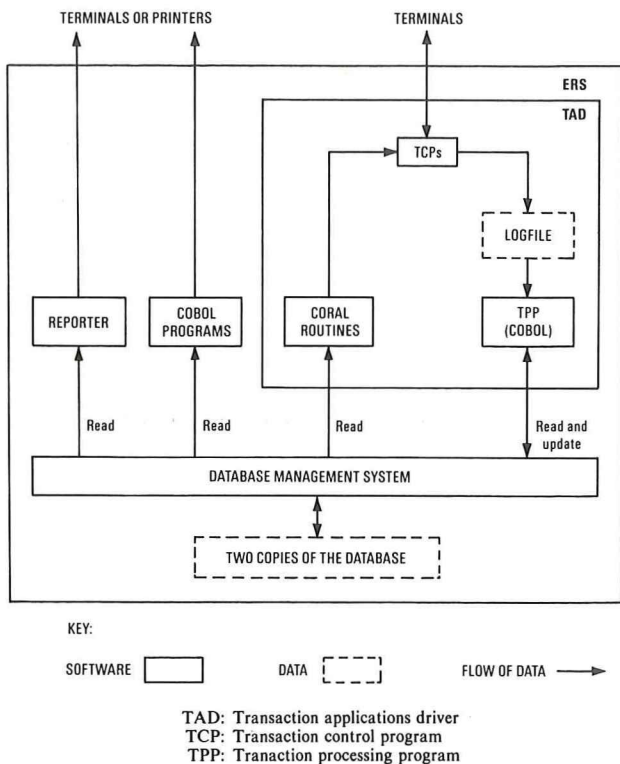 TERMINALS OR PRINTERS
TERMINALS
ERS
TAD
TCPs
LOGFILE
REPORTER
COBOL
PROGRAMS
CORAL
ROUTINES
TPP
(COBOL)
Read
Read
Read
Read and
update
DATABASE MANAGEMENT SYSTEM
TWO COPIES OF THE DATABASE
KEY:
SOFTWARE
DATA
FLOW OF DATA
TAD: Transaction applications driver
TCP: Transaction control program
TPP: Tranaction processing program